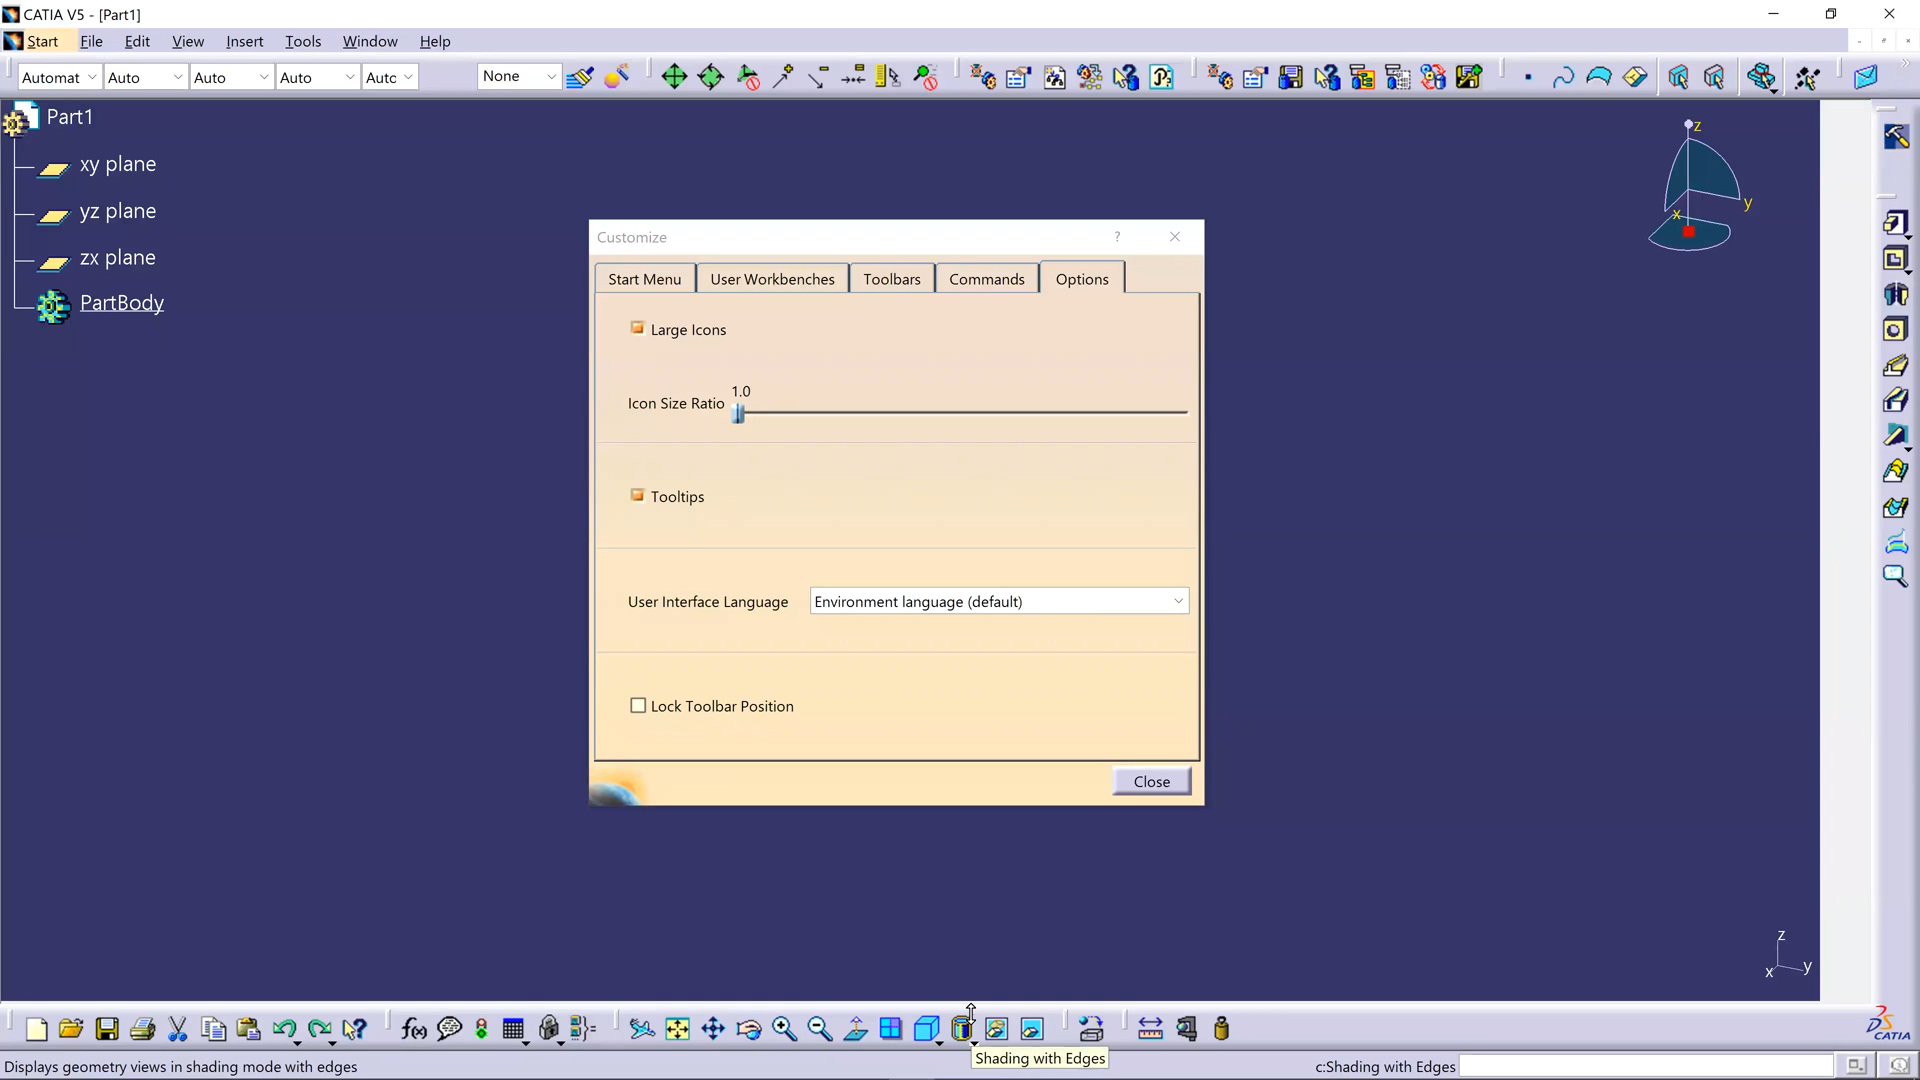 CATIA V5 - [Part1]
Start File Edit View Insert Tools Window Help
Automat Auto Auto Auto Auto None
Part1
xy plane
yz plane
zx plane
PartBody
z
y
x
Customize ?
Start Menu User Workbenches Toolbars Commands Options
Large Icons
1.0
Icon Size Ratio
Tooltips
User Interface Language Environment language (default)
Lock Toolbar Position
Close
z
x y
f(x)
CATIA
Shading with Edges
Displays geometry views in shading mode with edges c:Shading with Edges